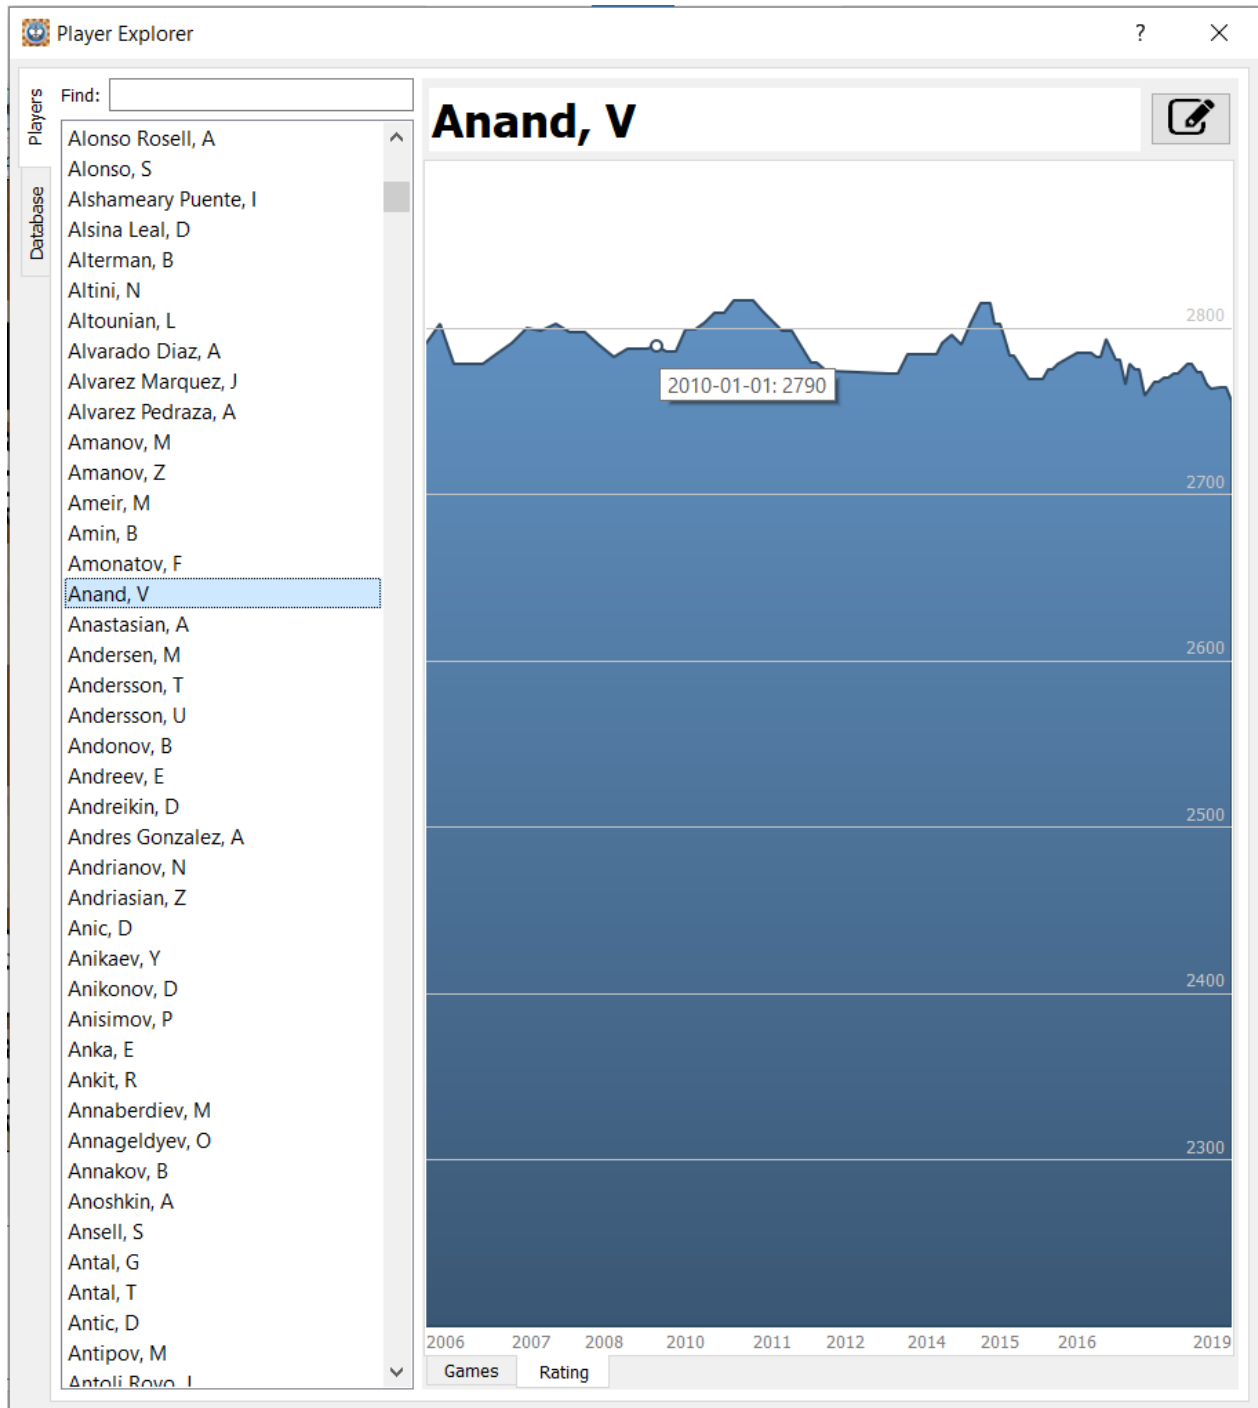 Player Explorer
?
Players
Database
Find:
Alonso Rosell, A
Alonso, S
Alshameary Puente, I
Alsina Leal, D
Alterman, B
Altini, N
Altounian, L
Alvarado Diaz, A
Alvarez Marquez, J
Alvarez Pedraza, A
Amanov, M
Amanov, Z
Ameir, M
Amin, B
Amonatov, F
Anand, V
Anastasian, A
Andersen, M
Andersson, T
Andersson, U
Andonov, B
Andreev, E
Andreikin, D
Andres Gonzalez, A
Andrianov, N
Andriasian, Z
Anic, D
Anikaev, Y
Anikonov, D
Anisimov, P
Anka, E
Ankit, R
Annaberdiev, M
Annageldyev, O
Annakov, B
Anoshkin, A
Ansell, S
Antal, G
Antal, T
Antic, D
Antipov, M
Antoli Royo, J
Anand, V
2800
2010-01-01: 2790
2700
2600
2500
2400
2300
2006 2007 2008 2010 2011 2012 2014 2015 2016 2019
Games Rating